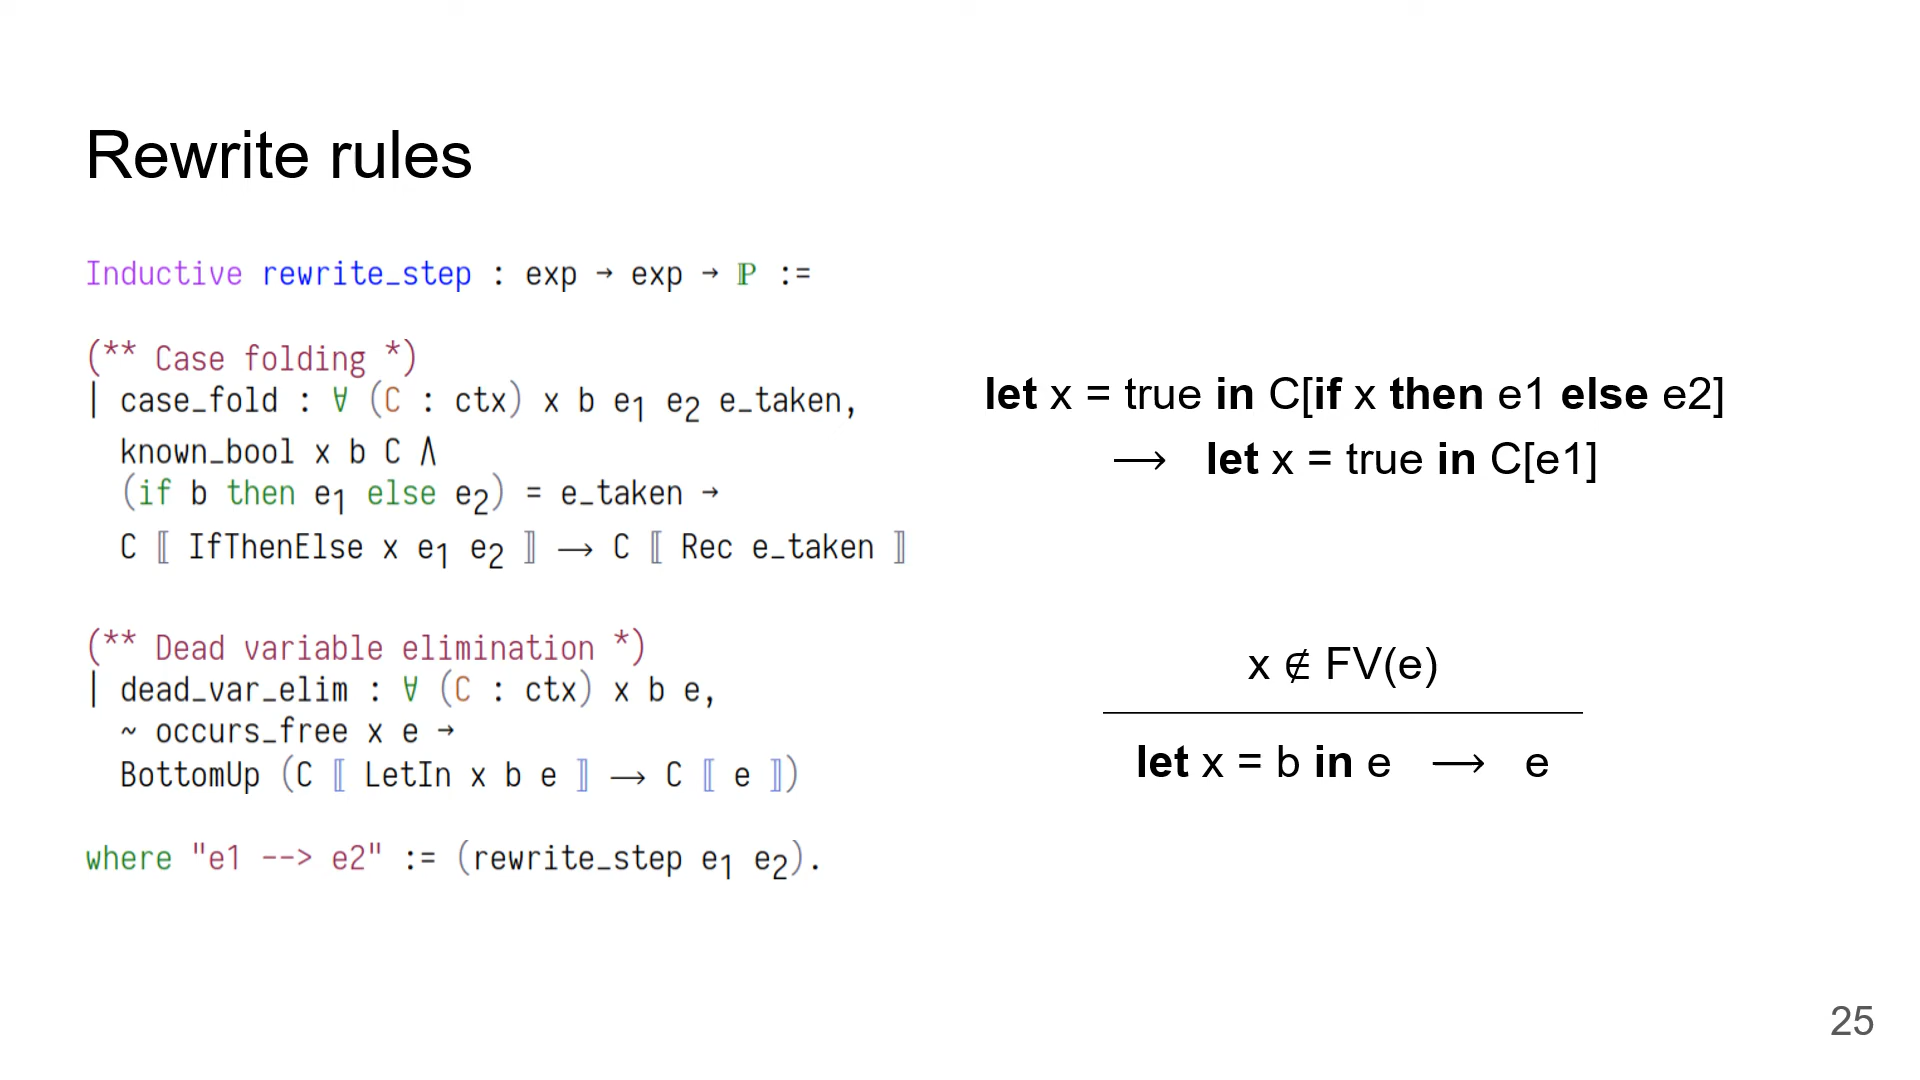 Rewrite rules
Inductive rewrite_step : exp → exp → ℙ :=
(** Case folding *)
| case_fold : ∀ (C : ctx) x b e₁ e₂ e_taken,
known_bool x b C ∧
(if b then e₁ else e₂) = e_taken →
C ⟦ IfThenElse x e₁ e₂ ⟧ ⟶ C ⟦ Rec e_taken ⟧
(** Dead variable elimination *)
| dead_var_elim : ∀ (C : ctx) x b e,
~ occurs_free x e →
BottomUp (C ⟦ LetIn x b e ⟧ ⟶ C ⟦ e ⟧)
where "e1 --> e2" := (rewrite_step e₁ e₂).
let x = true in C[if x then e1 else e2]
⟶ let x = true in C[e1]
x ∉ FV(e)
let x = b in e ⟶ e
25